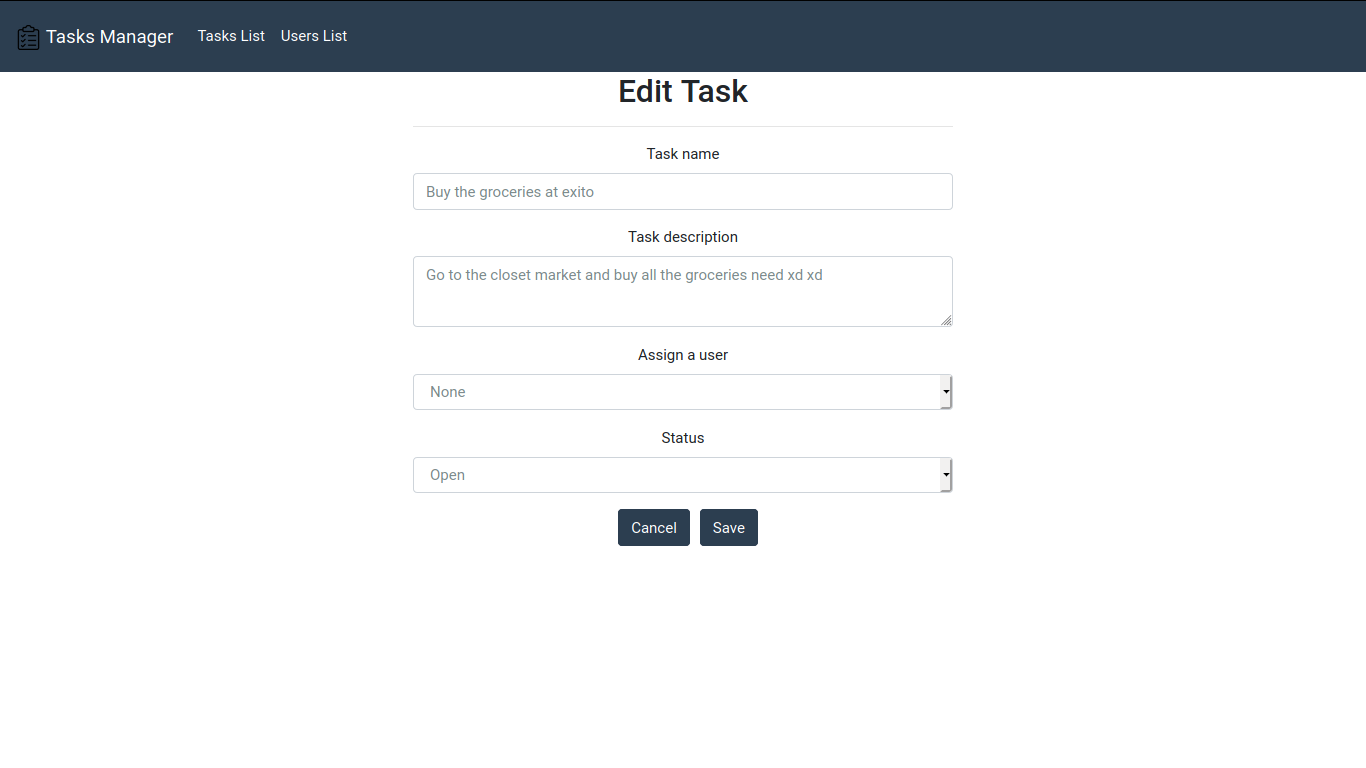 Tasks Manager Tasks List Users List
Edit Task
Task name
Buy the groceries at exito
Task description
Go to the closet market and buy all the groceries need xd xd
Assign a user
None
Status
Open
Cancel Save